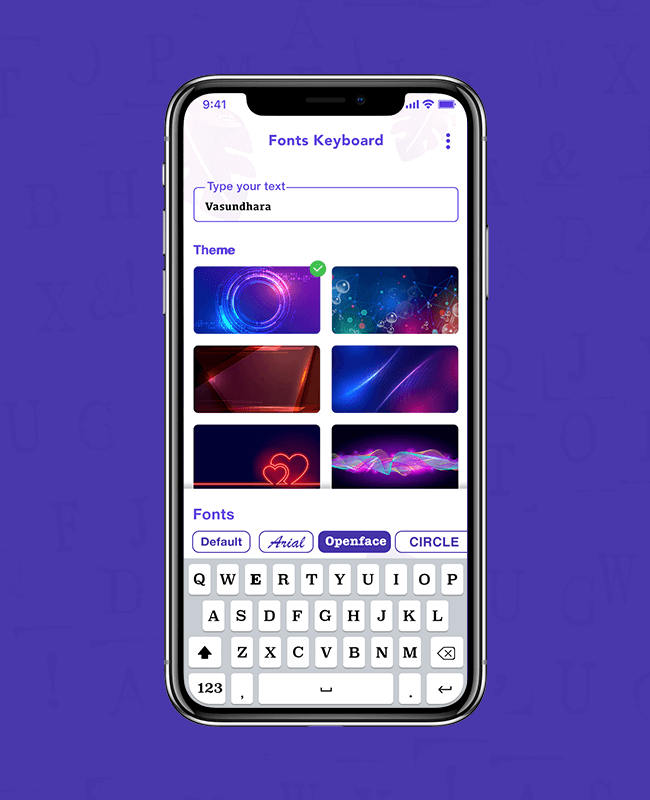 9:41
Fonts Keyboard
Type your text
Vasundhara
Theme
Fonts
Default Arial Openface CIRCLE
Q W E R T Y U I O P
A S D F G H J K L
Z X C V B N M
123 , .